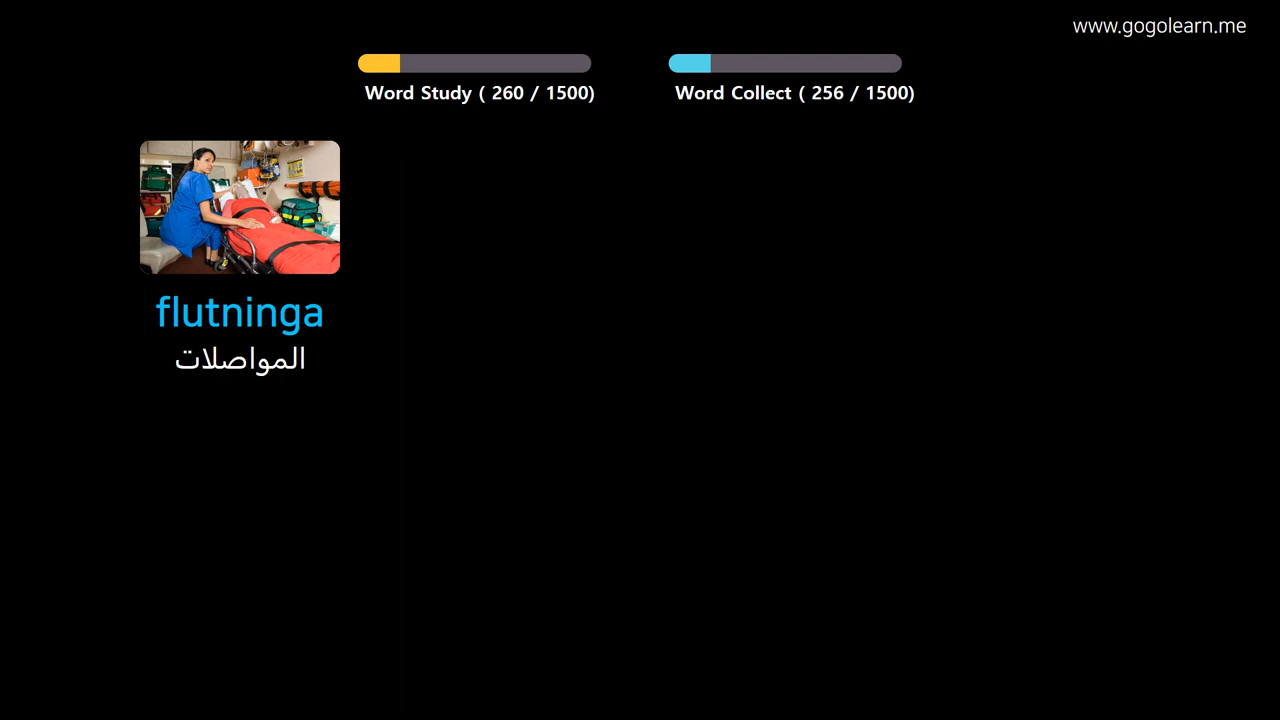 www.gogolearn.me
Word Study ( 260 / 1500)
Word Collect ( 256 / 1500)
flutninga
المواصلات